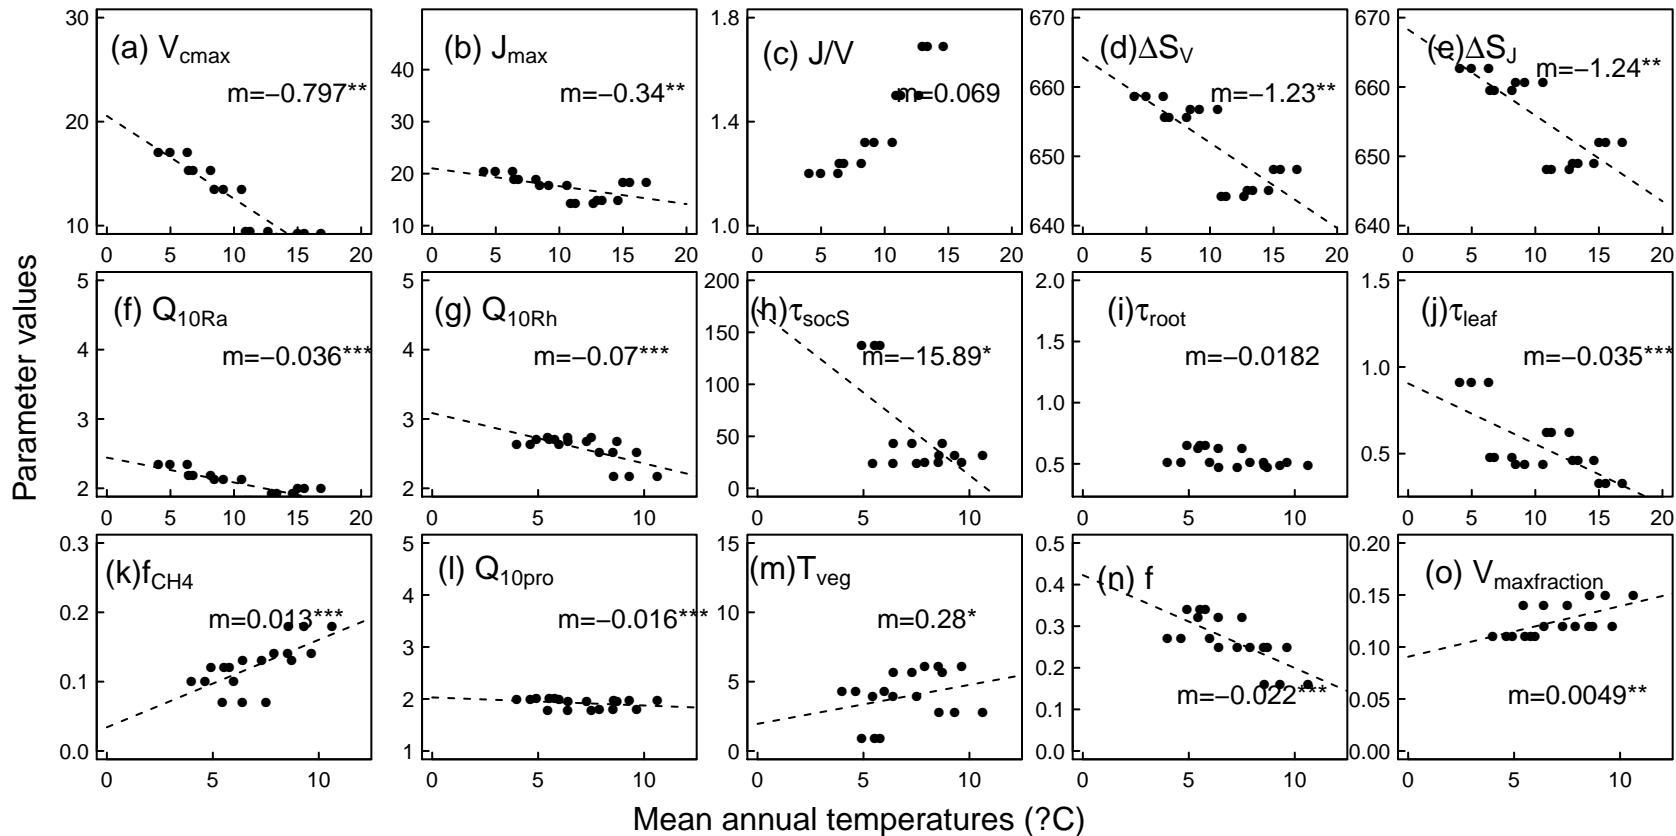 Parameter values
(a) Vcmax
m=−0.797**
30
20
10
0 5 10 15 20
(b) Jmax
m=−0.34**
40
30
20
10
0 5 10 15 20
(c) J/V
m=0.069
1.8
1.4
1.0
0 5 10 15 20
(d)ΔSV
m=−1.23**
670
660
650
640
0 5 10 15 20
(e)ΔSJ
m=−1.24**
670
660
650
640
0 5 10 15 20
(f) Q10Ra
m=−0.036***
5
4
3
2
0 5 10 15 20
(g) Q10Rh
m=−0.07***
5
4
3
2
0 5 10
(h)τsocS
m=−15.89*
200
150
100
50
0
0 5 10
(i)τroot
m=−0.0182
2.0
1.5
1.0
0.5
0 5 10
(j)τleaf
m=−0.035***
1.5
1.0
0.5
0 5 10 15 20
(k)fCH4
m=0.013***
0.3
0.2
0.1
0.0
0 5 10
(l) Q10pro
m=−0.016***
5
4
3
2
1
0 5 10
(m)Tveg
m=0.28*
15
10
5
0
0 5 10
(n) f
m=−0.022***
0.5
0.4
0.3
0.2
0.1
0.0
0 5 10
(o) Vmaxfraction
m=0.0049**
0.20
0.15
0.10
0.05
0.00
0 5 10
Mean annual temperatures (?C)